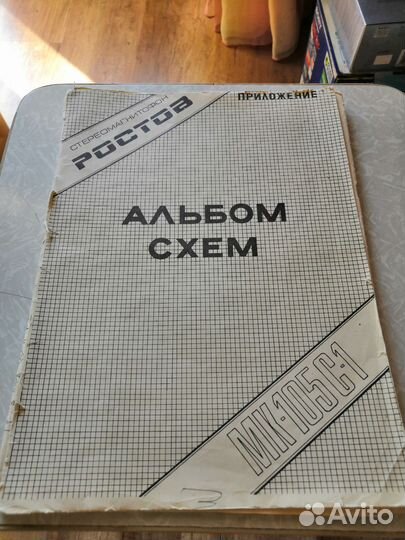 ПРИЛОЖЕНИЕ
СТЕРЕОМАГНИТОФОН
РОСТОВ
АЛЬБОМ
СХЕМ
МК-105С-1
Avito